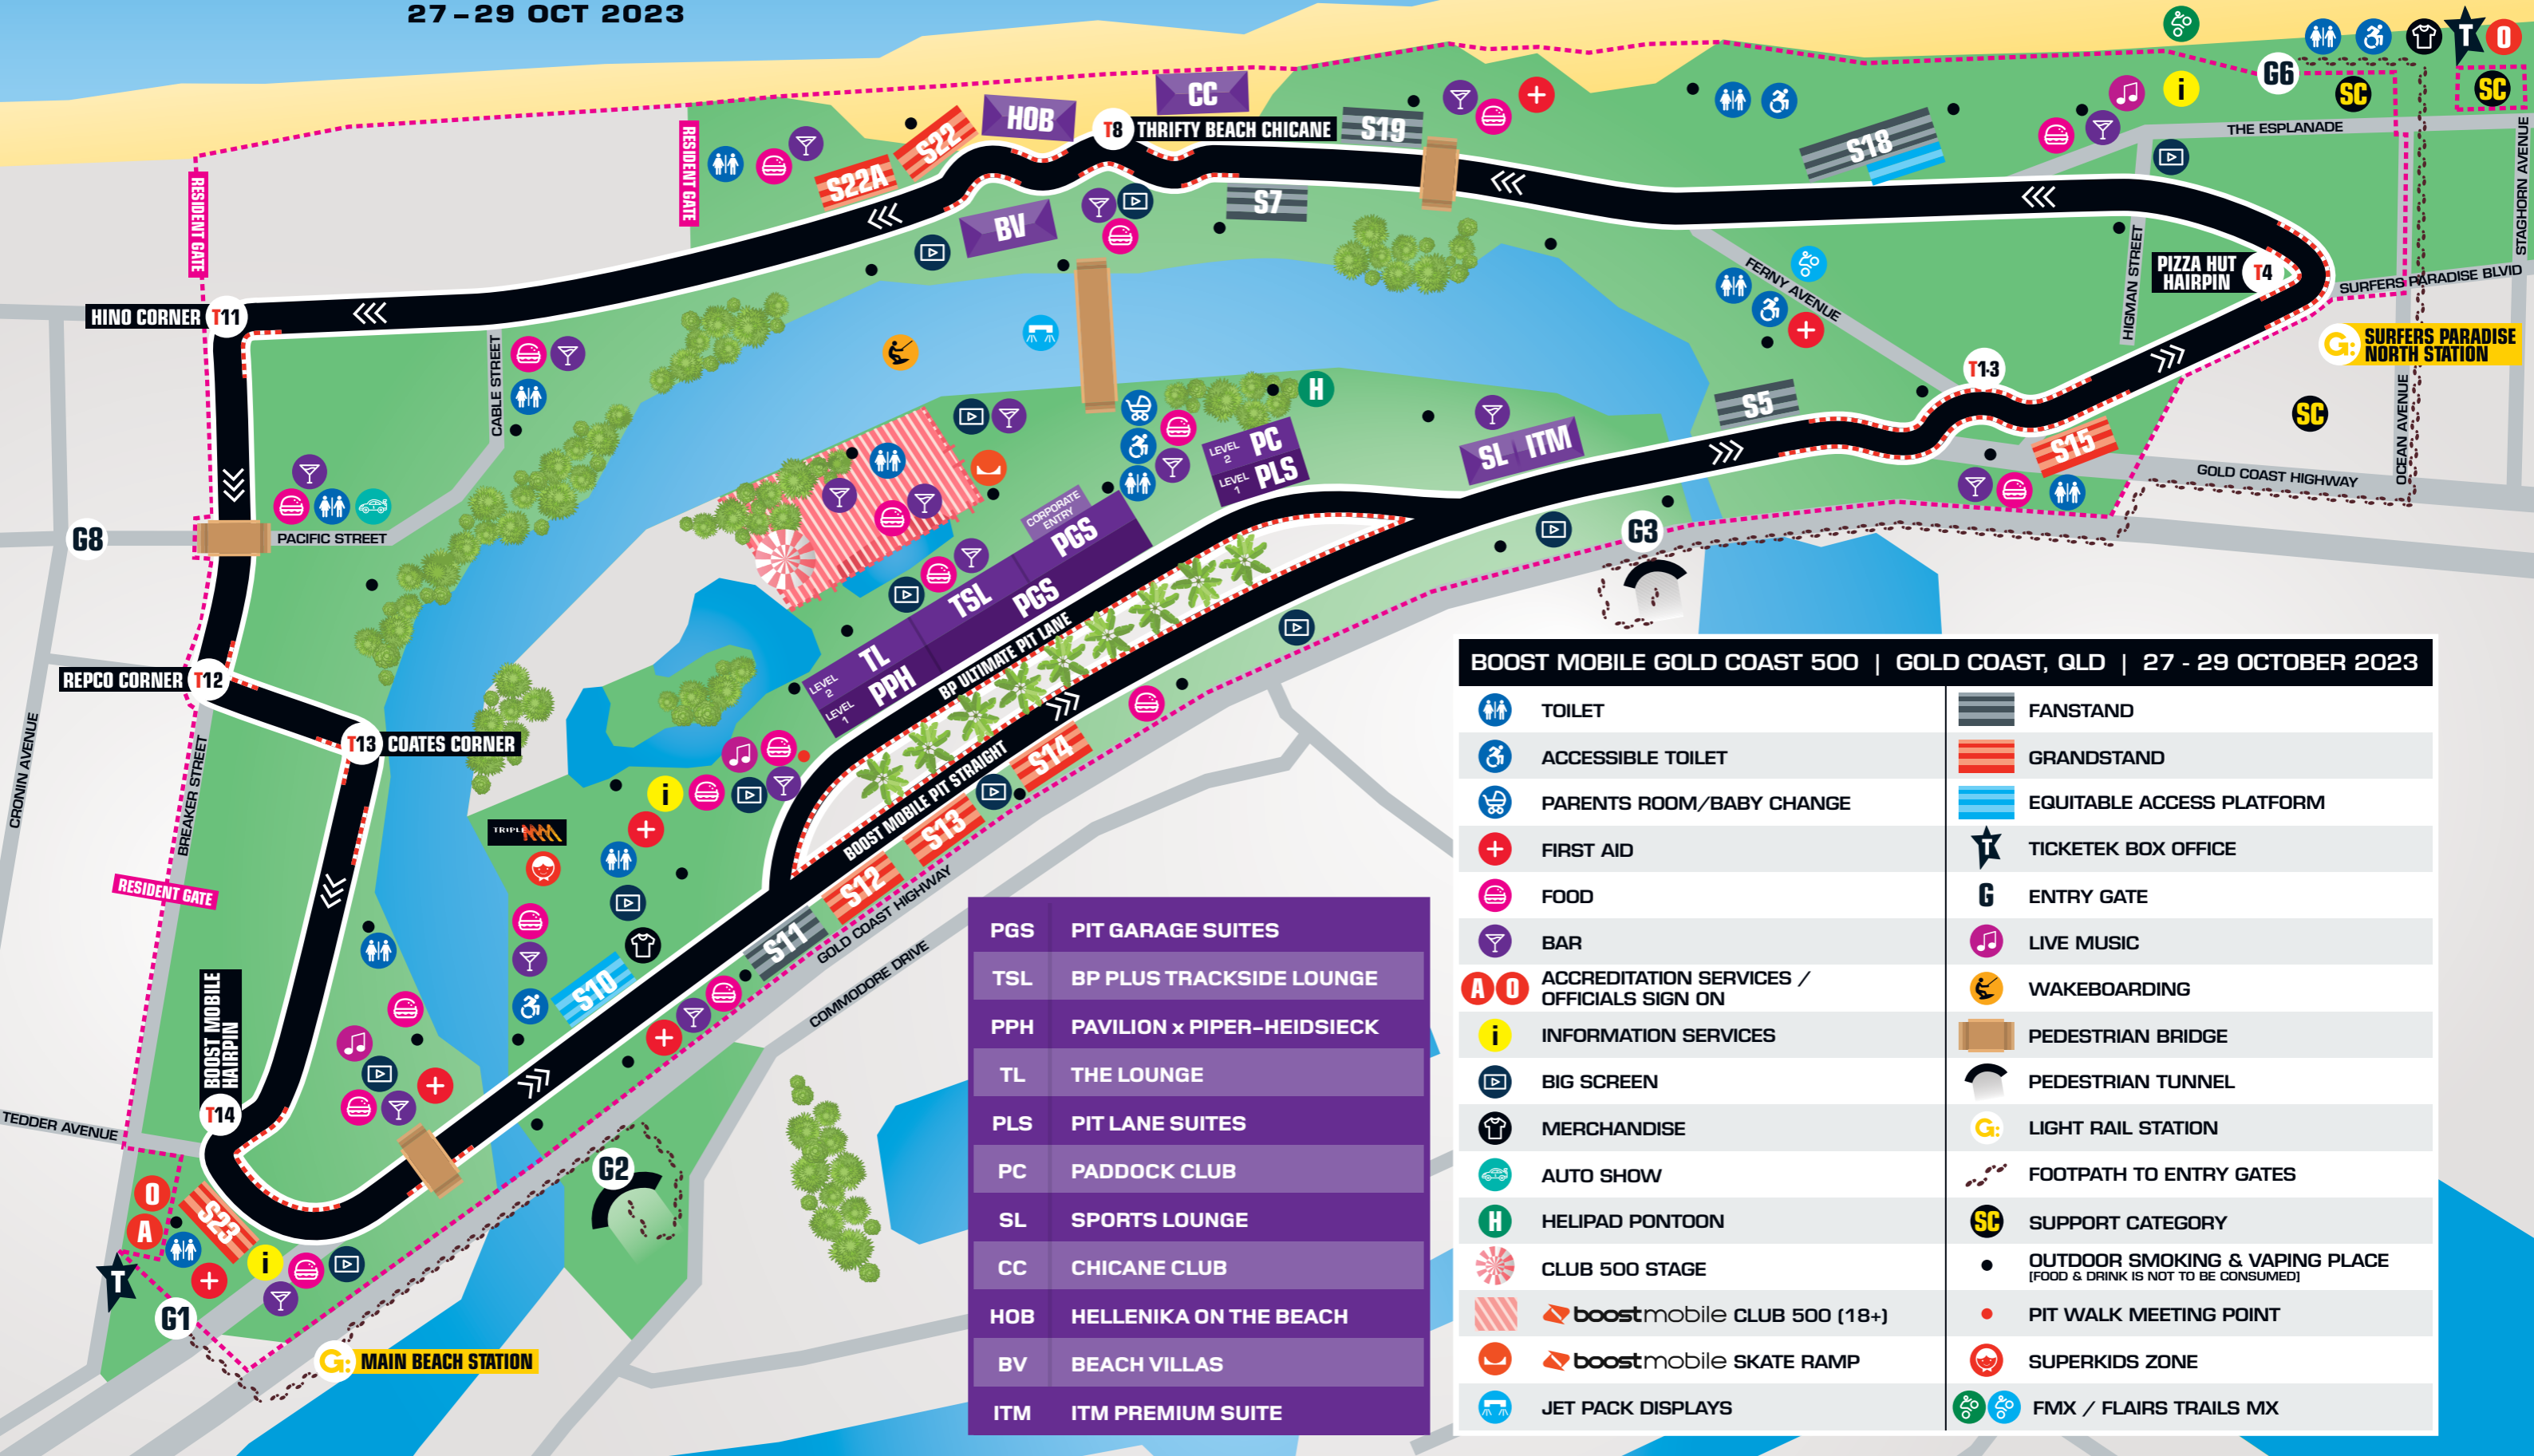 27 – 29 OCT 2023
T
O
G6
SC
SC
i
THE ESPLANADE
STAGHORN AVENUE
CC
HOB
T8
THRIFTY BEACH CHICANE
S19
S18
S22
S22A
RESIDENT GATE
RESIDENT GATE
S7
BV
HIGMAN STREET
PIZZA HUT
HAIRPIN
T4
SURFERS PARADISE BLVD
FERNY AVENUE
HINO CORNER
T11
G:
SURFERS PARADISE
NORTH STATION
CABLE STREET
T1-3
H
S5
SC
OCEAN AVENUE
S15
SL
ITM
LEVEL
2
PC
LEVEL
1
PLS
GOLD COAST HIGHWAY
G8
PACIFIC STREET
CORPORATE
ENTRY
PGS
G3
TSL
PGS
LEVEL
2
TL
LEVEL
1
PPH
BP ULTIMATE PIT LANE
REPCO CORNER
T12
T13
COATES CORNER
CRONIN AVENUE
BREAKER STREET
BOOST MOBILE PIT STRAIGHT
S14
S13
S12
S11
S10
i
TRIPLE MMM
RESIDENT GATE
GOLD COAST HIGHWAY
COMMODORE DRIVE
BOOST MOBILE
HAIRPIN
T14
TEDDER AVENUE
G2
O
A
S23
i
T
G1
G:
MAIN BEACH STATION
PGS PIT GARAGE SUITES
TSL BP PLUS TRACKSIDE LOUNGE
PPH PAVILION x PIPER-HEIDSIECK
TL THE LOUNGE
PLS PIT LANE SUITES
PC PADDOCK CLUB
SL SPORTS LOUNGE
CC CHICANE CLUB
HOB HELLENIKA ON THE BEACH
BV BEACH VILLAS
ITM ITM PREMIUM SUITE
BOOST MOBILE GOLD COAST 500 | GOLD COAST, QLD | 27 - 29 OCTOBER 2023
TOILET
ACCESSIBLE TOILET
PARENTS ROOM/BABY CHANGE
FIRST AID
FOOD
BAR
A O ACCREDITATION SERVICES /
OFFICIALS SIGN ON
i INFORMATION SERVICES
BIG SCREEN
MERCHANDISE
AUTO SHOW
H HELIPAD PONTOON
CLUB 500 STAGE
boostmobile CLUB 500 (18+)
boostmobile SKATE RAMP
JET PACK DISPLAYS
FANSTAND
GRANDSTAND
EQUITABLE ACCESS PLATFORM
T TICKETEK BOX OFFICE
G ENTRY GATE
LIVE MUSIC
WAKEBOARDING
PEDESTRIAN BRIDGE
PEDESTRIAN TUNNEL
G: LIGHT RAIL STATION
FOOTPATH TO ENTRY GATES
SC SUPPORT CATEGORY
OUTDOOR SMOKING & VAPING PLACE
[FOOD & DRINK IS NOT TO BE CONSUMED]
PIT WALK MEETING POINT
SUPERKIDS ZONE
FMX / FLAIRS TRAILS MX